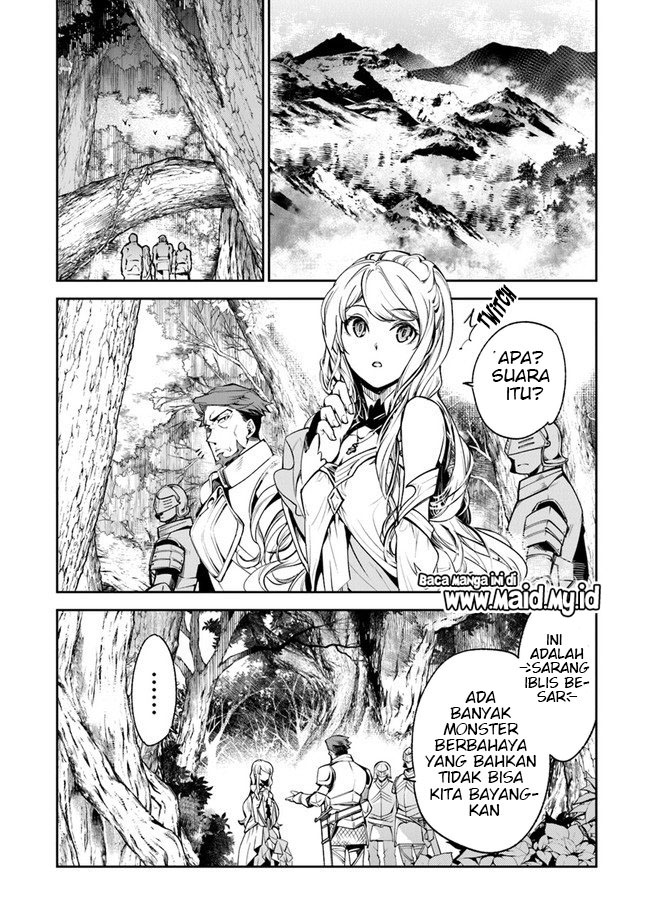 TWITCH
APA?
SUARA
ITU?
Baca Manga ini di
www.Maid.My.id
INI
ADALAH
SARANG
IBLIS BE-
SAR.
ADA
BANYAK
MONSTER
BERBAHAYA
YANG BAHKAN
TIDAK BISA
KITA BAYANG-
KAN
......